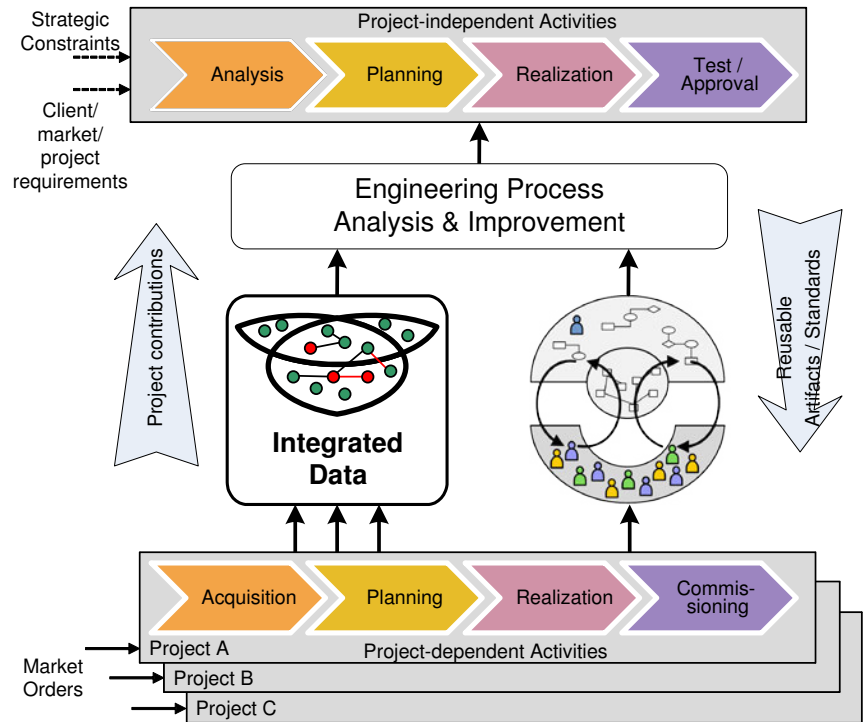 Project-independent Activities
Strategic
Constraints
Client/
market/
project
requirements
Analysis
Planning
Realization
Test /
Approval
Engineering Process
Analysis & Improvement
Project contributions
Reusable
Artifacts / Standards
Integrated
Data
Acquisition
Planning
Realization
Commis-
sioning
Project A
Project-dependent Activities
Market
Orders
Project B
Project C